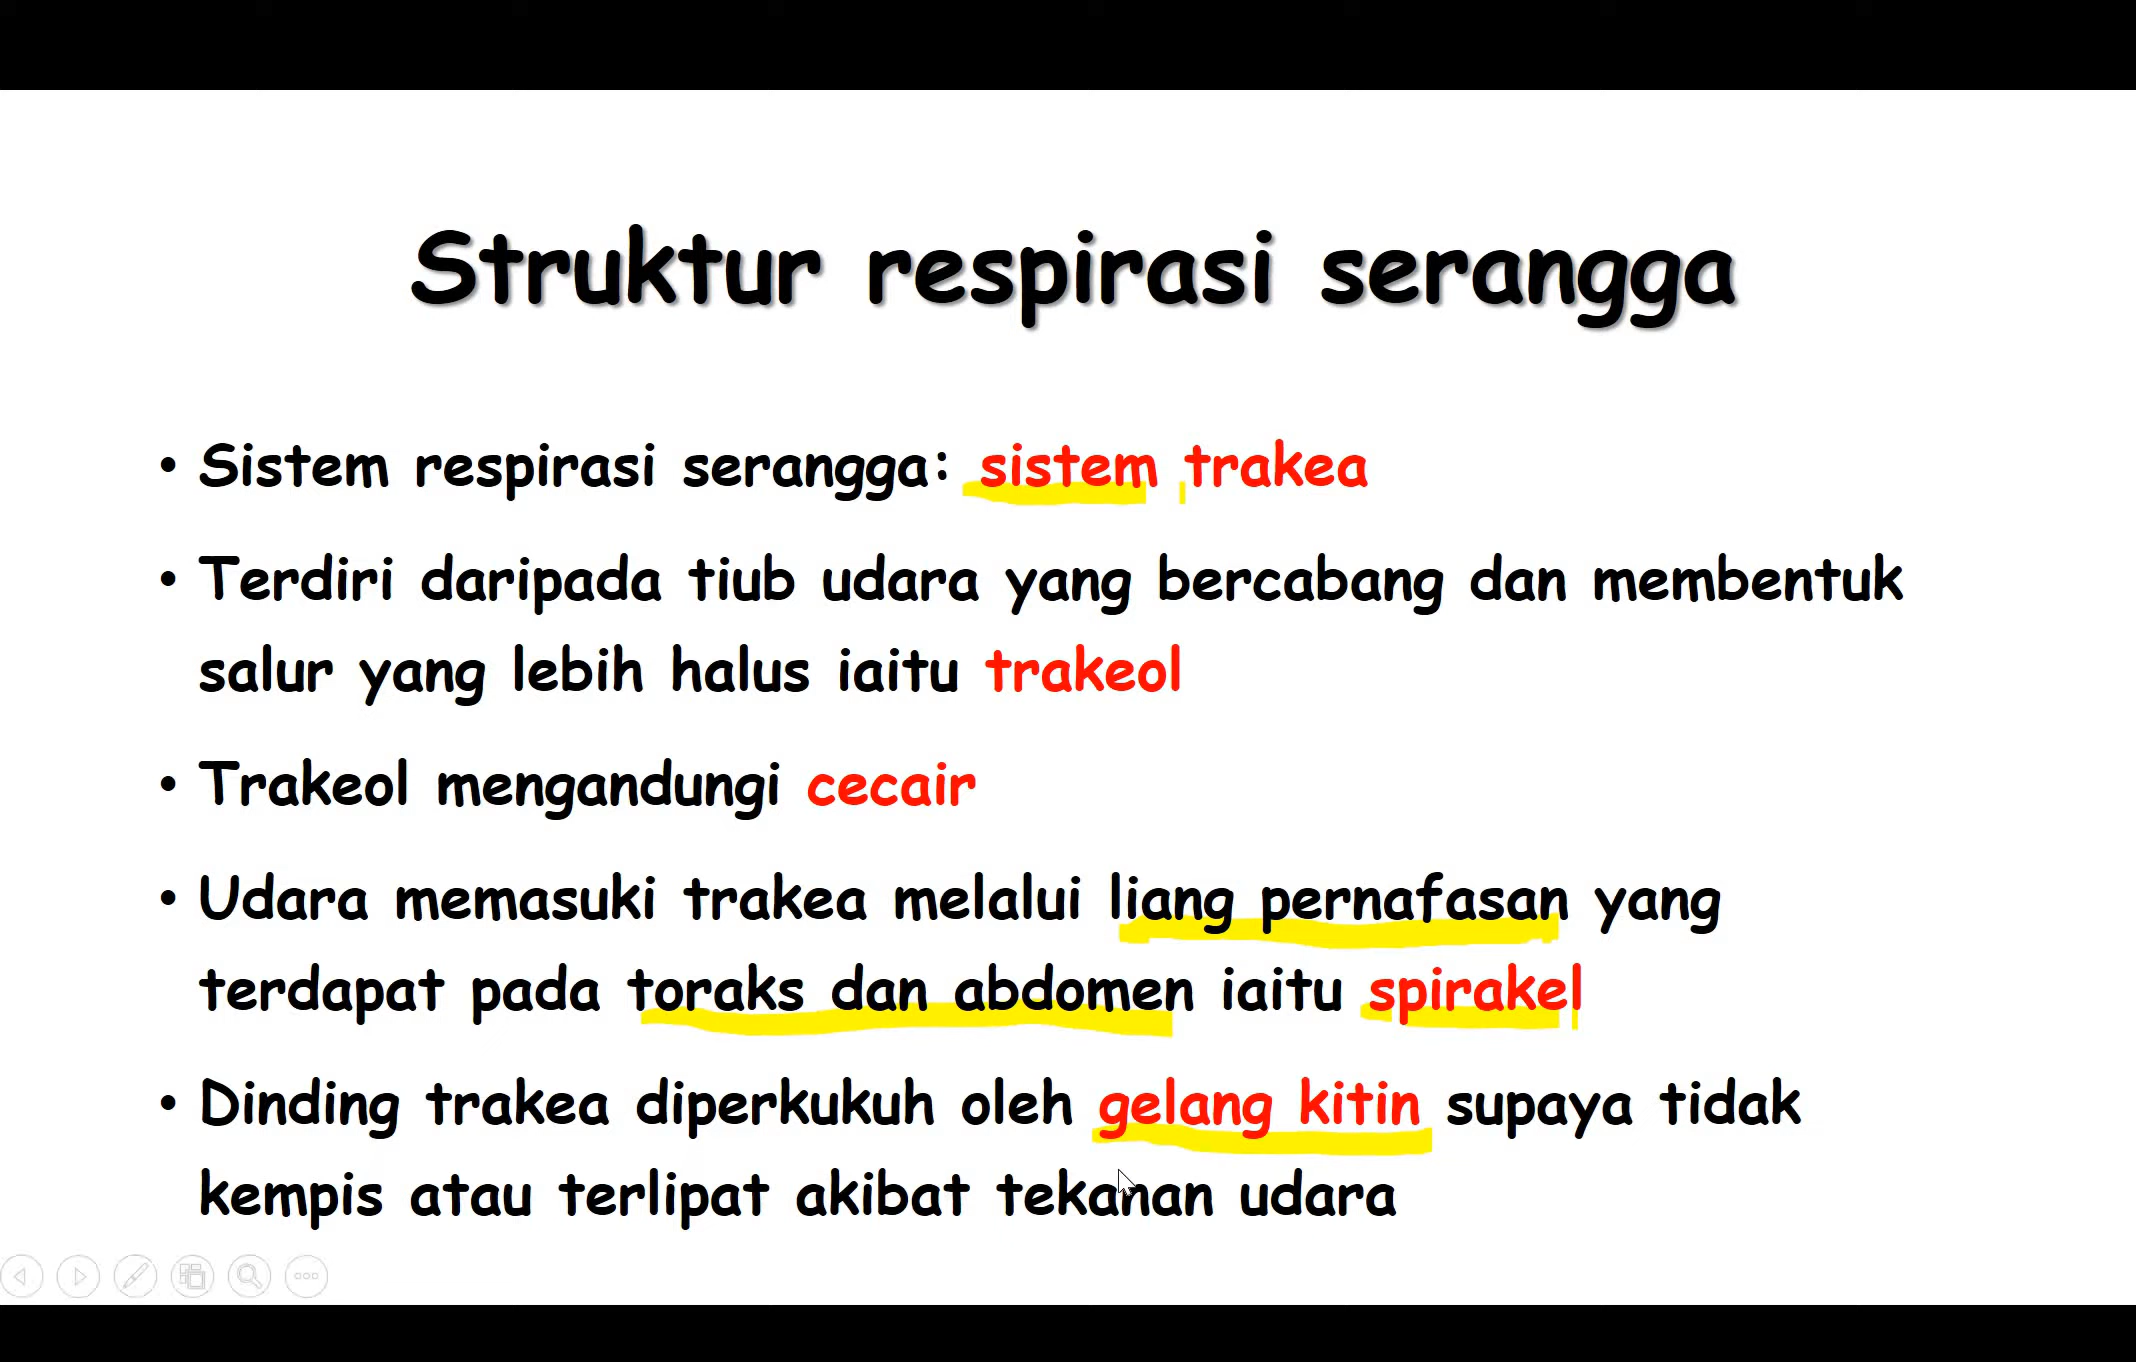 Struktur respirasi serangga
• Sistem respirasi serangga: sistem trakea
• Terdiri daripada tiub udara yang bercabang dan membentuk
salur yang lebih halus iaitu trakeol
• Trakeol mengandungi cecair
• Udara memasuki trakea melalui liang pernafasan yang
terdapat pada toraks dan abdomen iaitu spirakel
• Dinding trakea diperkukuh oleh gelang kitin supaya tidak
kempis atau terlipat akibat tekanan udara